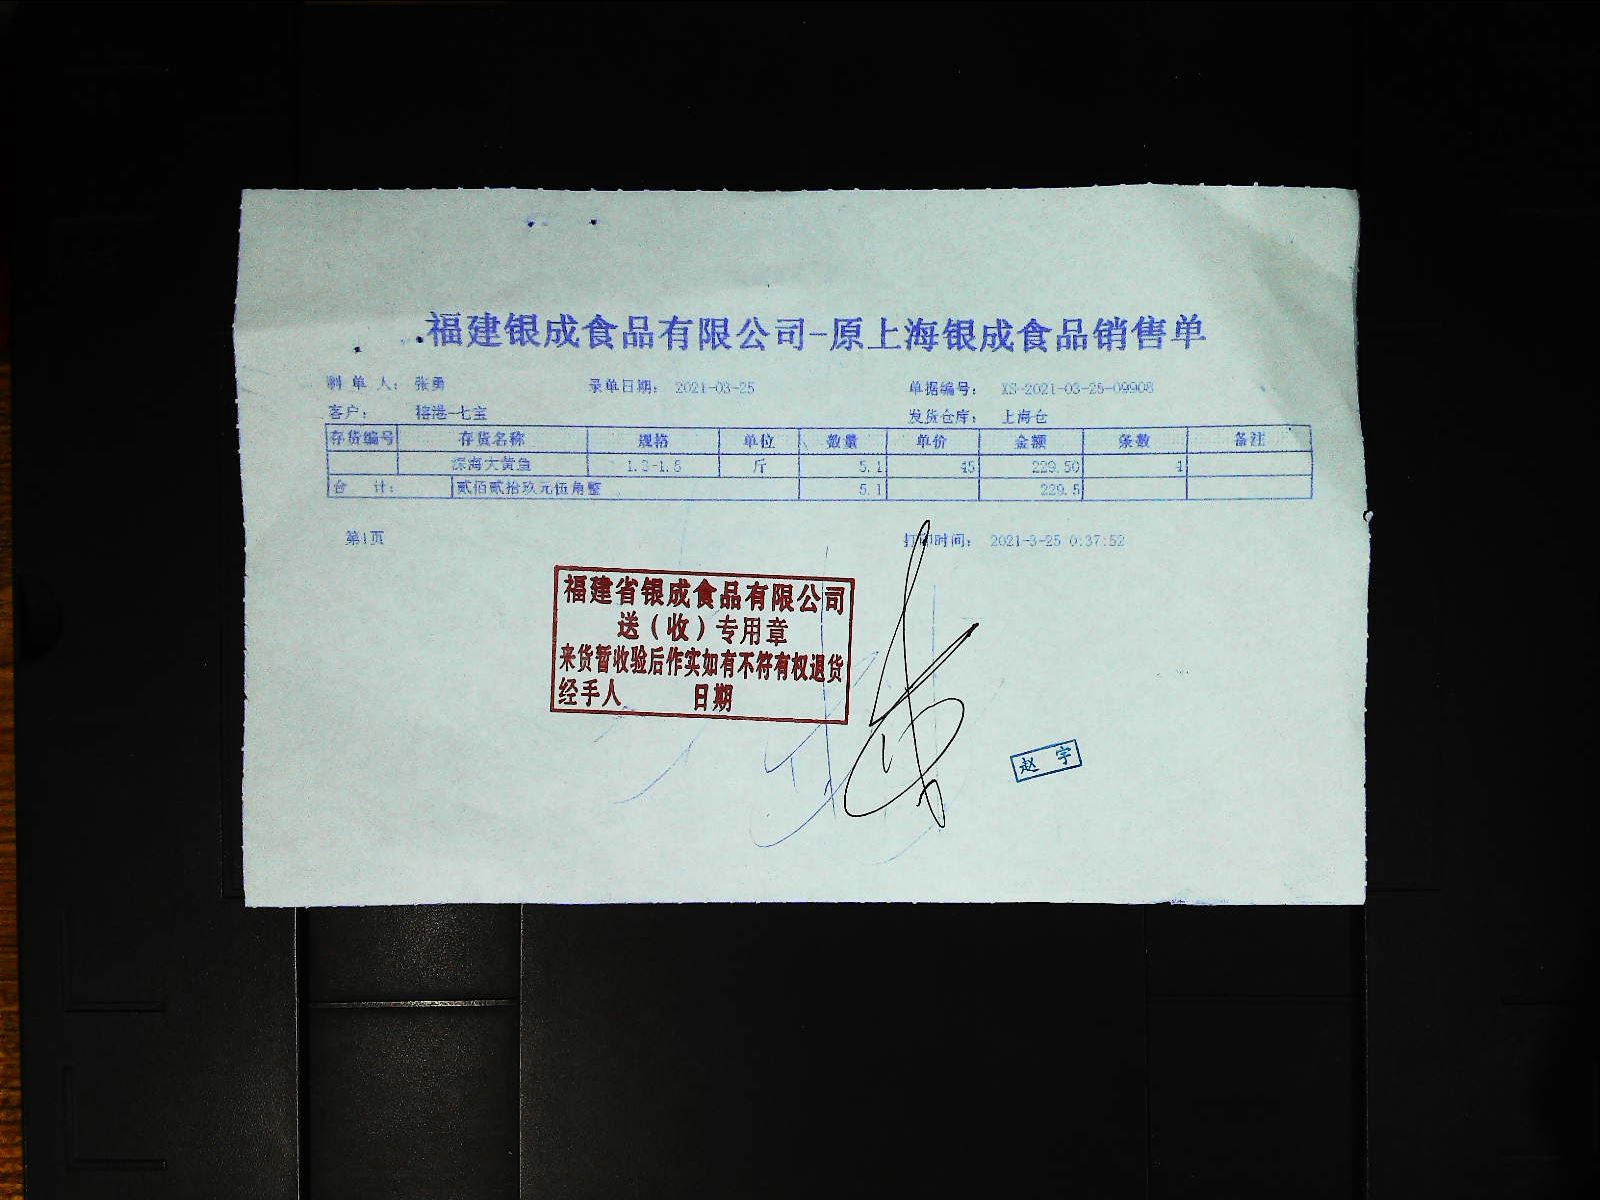 福建银成食品有限公司-原上海银成食品销售单
制 单 人： 张勇 录单日期： 2021-03-25 单据编号： XS-2021-03-25-09908
客户： 榕港-七宝 发货仓库： 上海仓
存货编号 存货名称 规格 单位 数量 单价 金额 条数 备注
深海大黄鱼 1.3-1.5 斤 5.1 45 229.50 4
合 计： 贰佰贰拾玖元伍角整 5.1 229.5
第1页 打印时间： 2021-3-25 0:37:52
福建省银成食品有限公司
送（收）专用章
来货暂收验后作实如有不符有权退货
经手人 日期
赵 宇